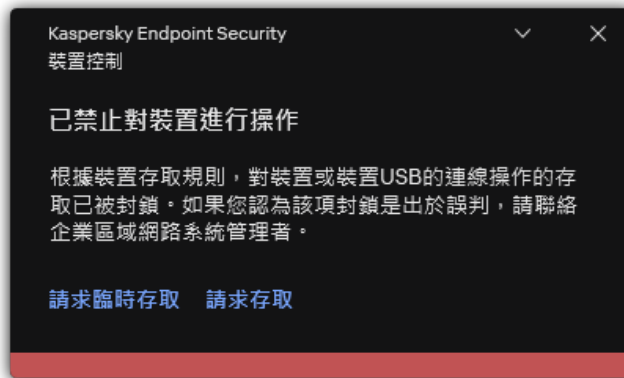 Kaspersky Endpoint Security
裝置控制
已禁止對裝置進行操作
根據裝置存取規則，對裝置或裝置USB的連線操作的存
取已被封鎖。如果您認為該項封鎖是出於誤判，請聯絡
企業區域網路系統管理者。
請求臨時存取 請求存取